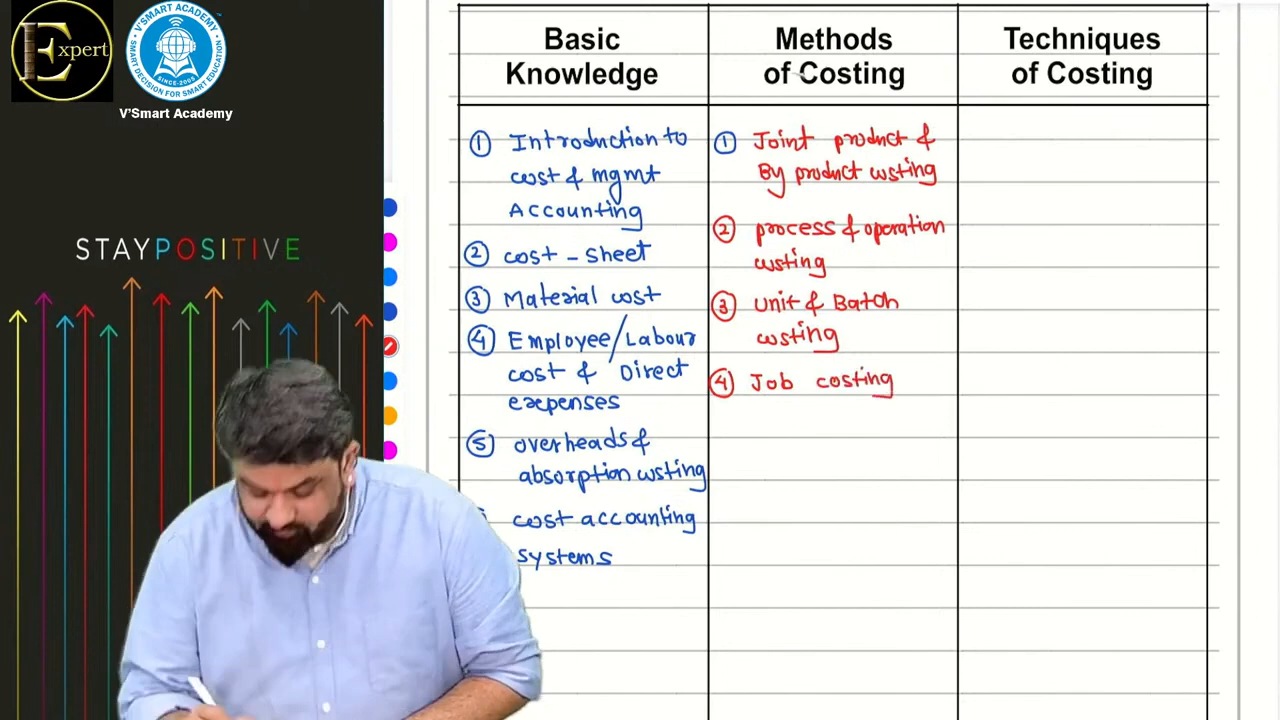 Expert
V'SMART ACADEMY
SMART DECISION FOR SMART EDUCATION
SINCE-2005
V'Smart Academy
STAYPOSITIVE
Basic
Knowledge
① Introduction to
cost & mgmt
Accounting
② cost - sheet
③ Material cost
④ Employee/Labour
cost & Direct
expenses
⑤ overheads &
absorption costing
cost accounting
systems
Methods
of Costing
① Joint product &
By product costing
② process & operation
costing
③ Unit & Batch
costing
④ Job costing
Techniques
of Costing